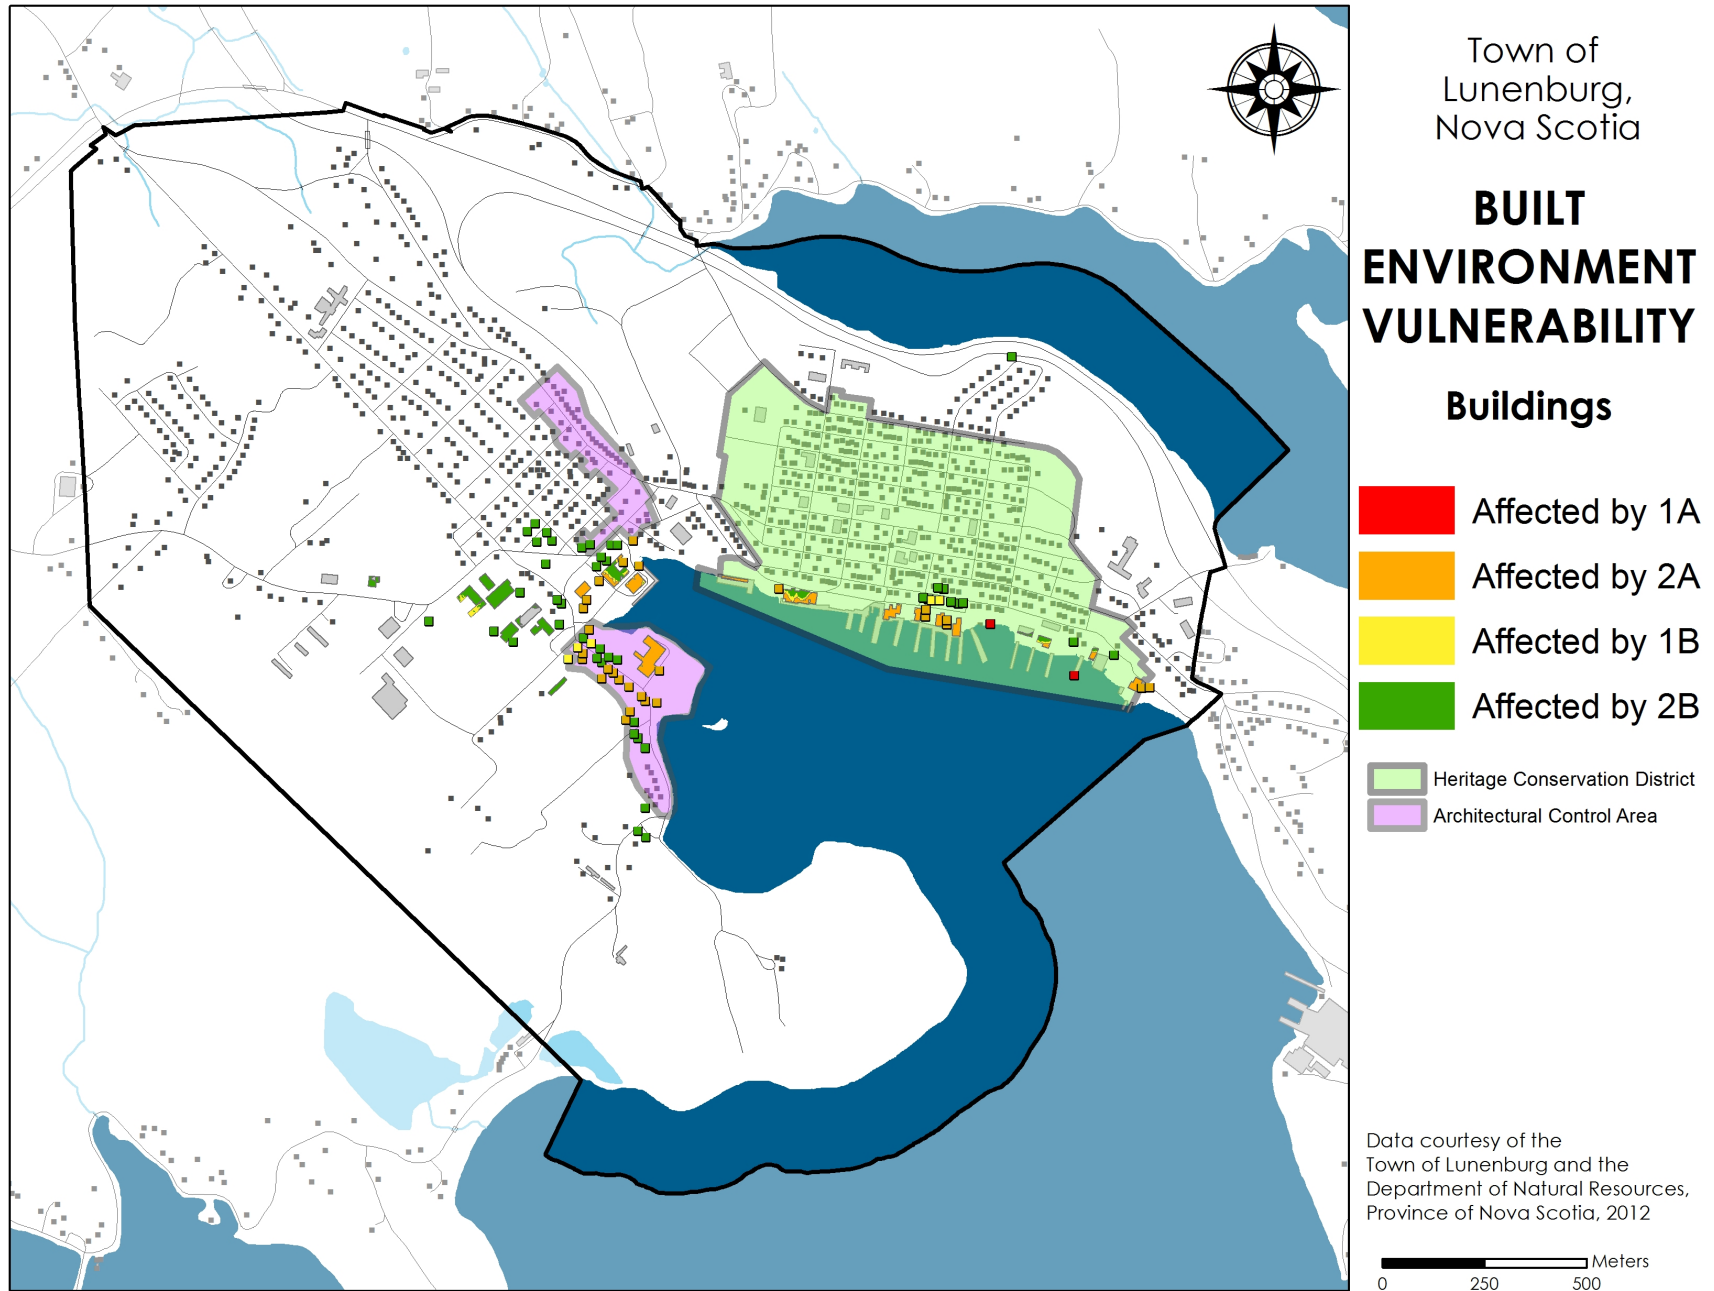 Town of
Lunenburg,
Nova Scotia
BUILT
ENVIRONMENT
VULNERABILITY
Buildings
Affected by 1A
Affected by 2A
Affected by 1B
Affected by 2B
Heritage Conservation District
Architectural Control Area
Data courtesy of the
Town of Lunenburg and the
Department of Natural Resources,
Province of Nova Scotia, 2012
Meters
0 250 500